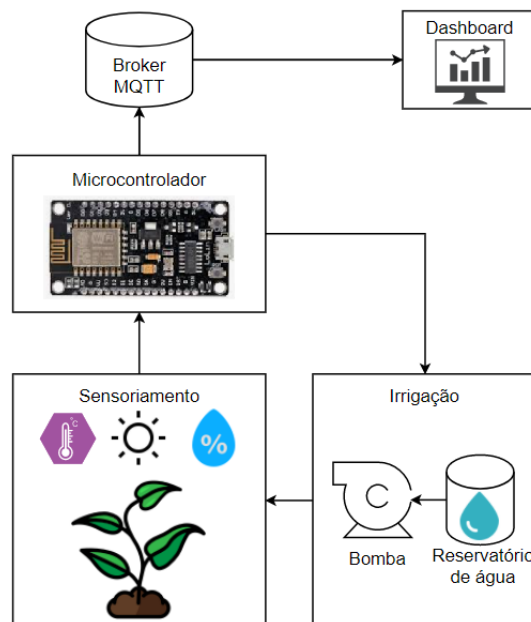 Dashboard
Broker
MQTT
Microcontrolador
Sensoriamento
Irrigação
°C
%
C
Bomba
Reservatório
de água